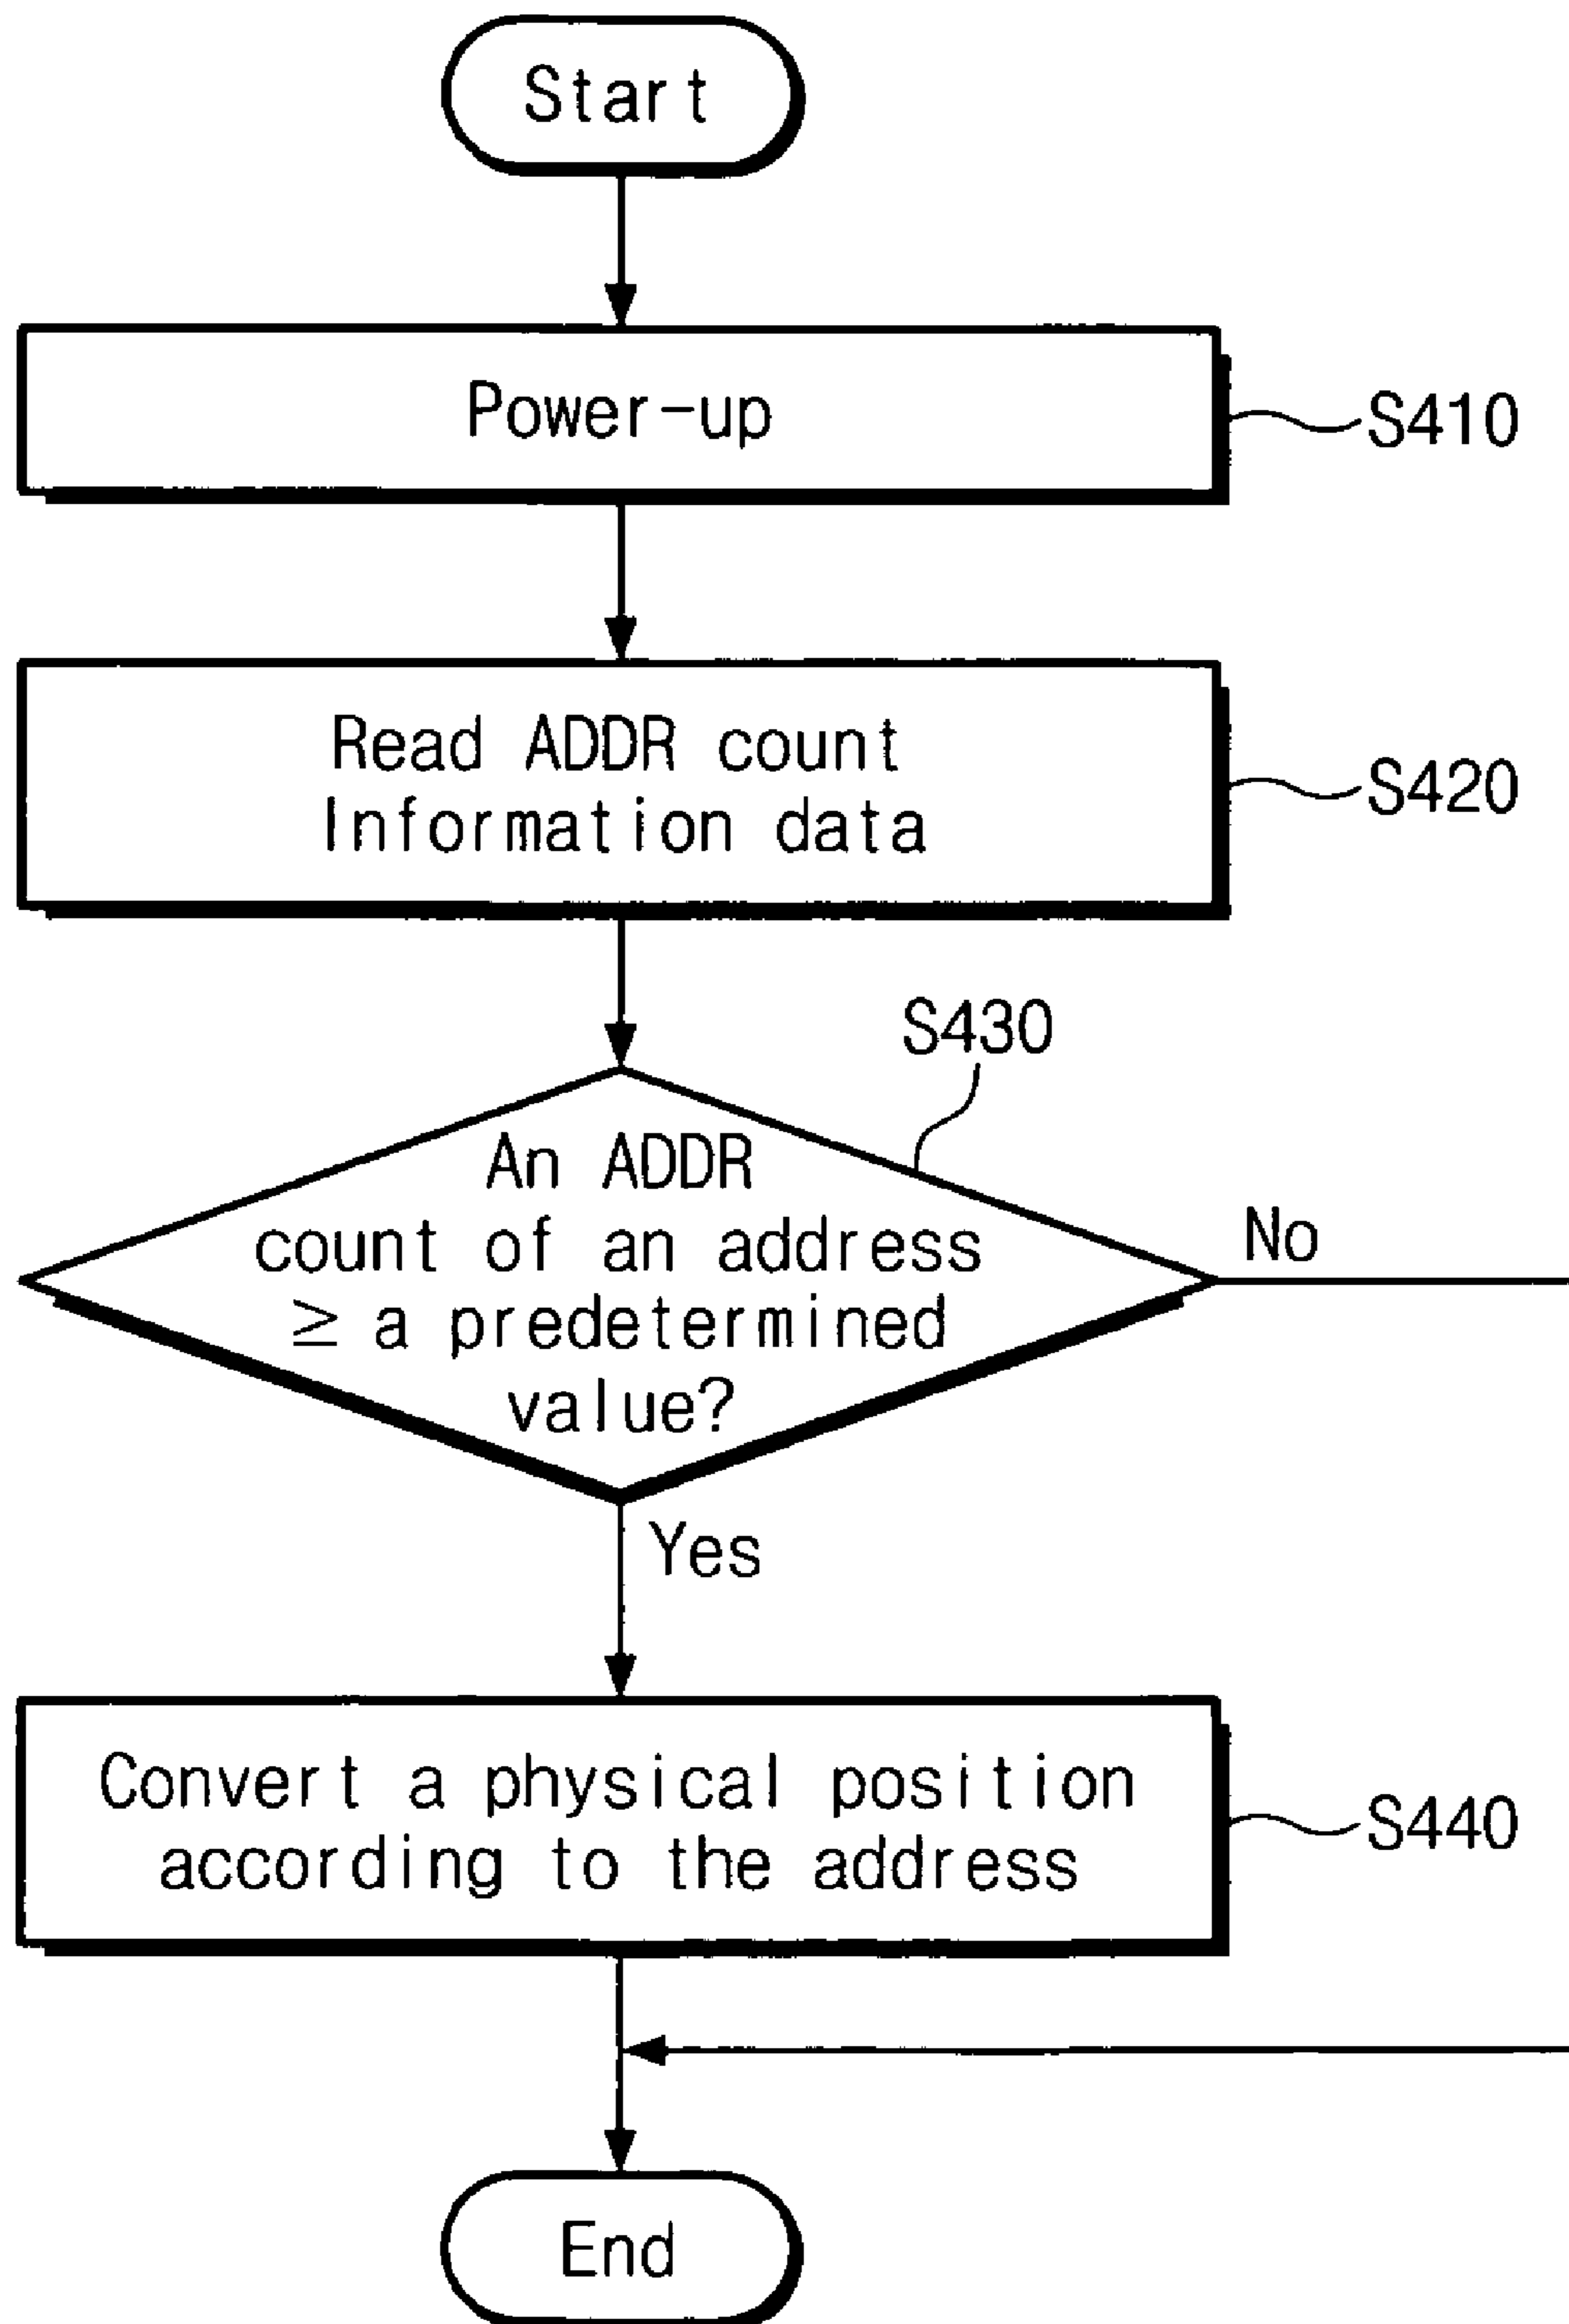 Start
Power-up
S410
Read ADDR count
Information data
S420
S430
An ADDR
count of an address
≥ a predetermined
value?
No
Yes
Convert a physical position
according to the address
S440
End